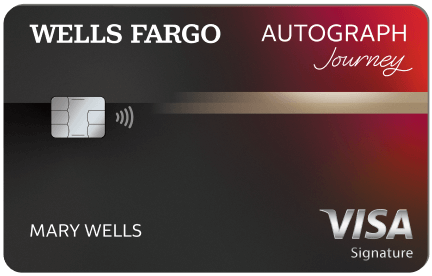 WELLS FARGO
AUTOGRAPH
Journey
MARY WELLS
VISA
Signature